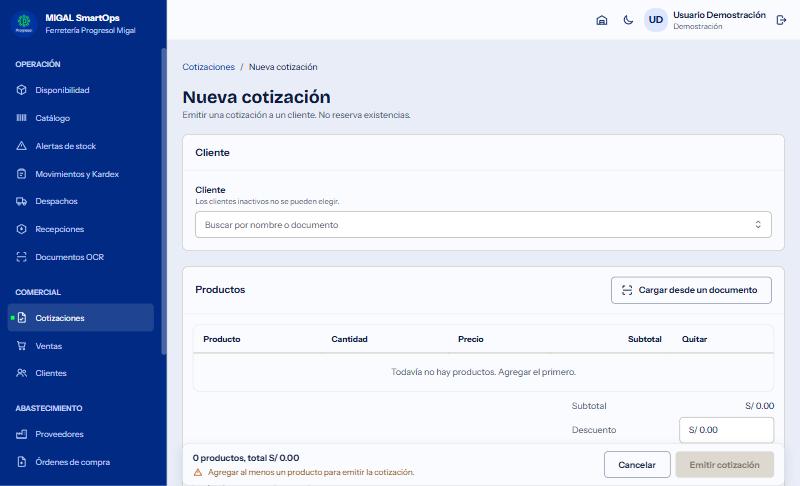 MIGAL SmartOps
Ferretería Progresol Migal
Progresol
OPERACIÓN
Disponibilidad
Catálogo
Alertas de stock
Movimientos y Kardex
Despachos
Recepciones
Documentos OCR
COMERCIAL
Cotizaciones
Ventas
Clientes
ABASTECIMIENTO
Proveedores
Órdenes de compra
UD
Usuario Demostración
Demostración
Cotizaciones / Nueva cotización
Nueva cotización
Emitir una cotización a un cliente. No reserva existencias.
Cliente
Cliente
Los clientes inactivos no se pueden elegir.
Buscar por nombre o documento
Productos
Cargar desde un documento
Producto Cantidad Precio Subtotal Quitar
Todavía no hay productos. Agregar el primero.
Subtotal S/ 0.00
Descuento S/ 0.00
0 productos, total S/ 0.00
Agregar al menos un producto para emitir la cotización.
Cancelar
Emitir cotización